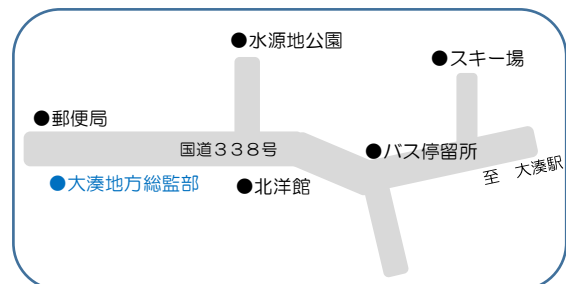 ●水源地公園
●スキー場
●郵便局
国道３３８号
●バス停留所
至　大湊駅
●大湊地方総監部
●北洋館